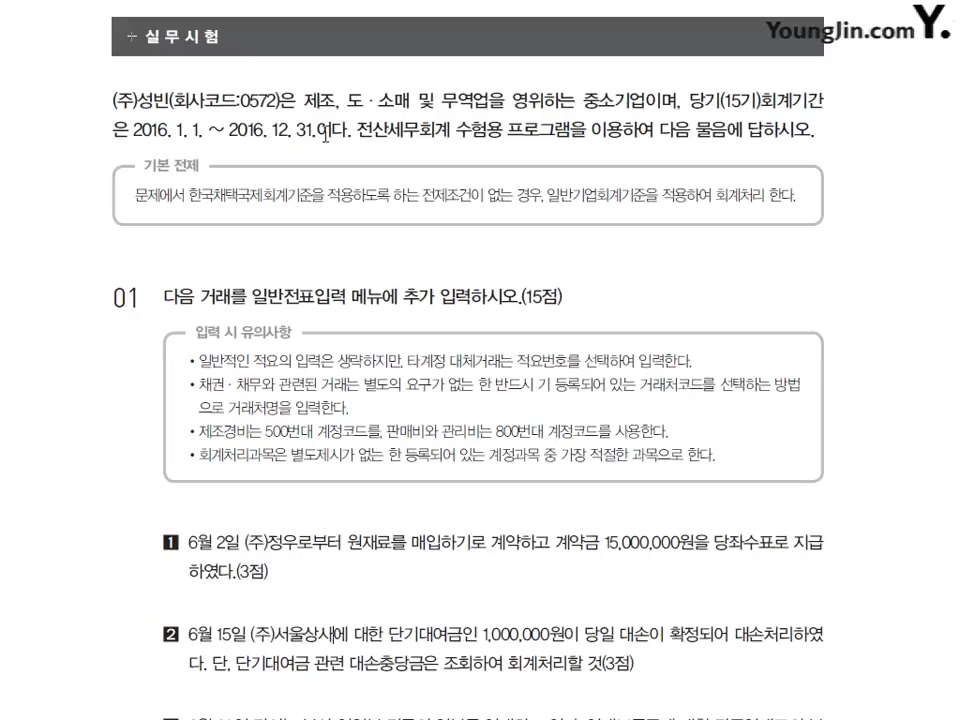 ÷ 실무시험
YoungJin.com Y.
(주)성빈(회사코드:0572)은 제조, 도·소매 및 무역업을 영위하는 중소기업이며, 당기(15기)회계기간
은 2016. 1. 1. ~ 2016. 12. 31.이다. 전산세무회계 수험용 프로그램을 이용하여 다음 물음에 답하시오.
기본 전제
문제에서 한국채택국제회계기준을 적용하도록 하는 전제조건이 없는 경우, 일반기업회계기준을 적용하여 회계처리 한다.
01 다음 거래를 일반전표입력 메뉴에 추가 입력하시오.(15점)
입력 시 유의사항
• 일반적인 적요의 입력은 생략하지만, 타계정 대체거래는 적요번호를 선택하여 입력한다.
• 채권·채무와 관련된 거래는 별도의 요구가 없는 한 반드시 기 등록되어 있는 거래처코드를 선택하는 방법
으로 거래처명을 입력한다.
• 제조경비는 500번대 계정코드를, 판매비와 관리비는 800번대 계정코드를 사용한다.
• 회계처리과목은 별도제시가 없는 한 등록되어 있는 계정과목 중 가장 적절한 과목으로 한다.
1 6월 2일 (주)정우로부터 원재료를 매입하기로 계약하고 계약금 15,000,000원을 당좌수표로 지급
하였다.(3점)
2 6월 15일 (주)서울상사에 대한 단기대여금인 1,000,000원이 당일 대손이 확정되어 대손처리하였
다. 단, 단기대여금 관련 대손충당금은 조회하여 회계처리할 것(3점)